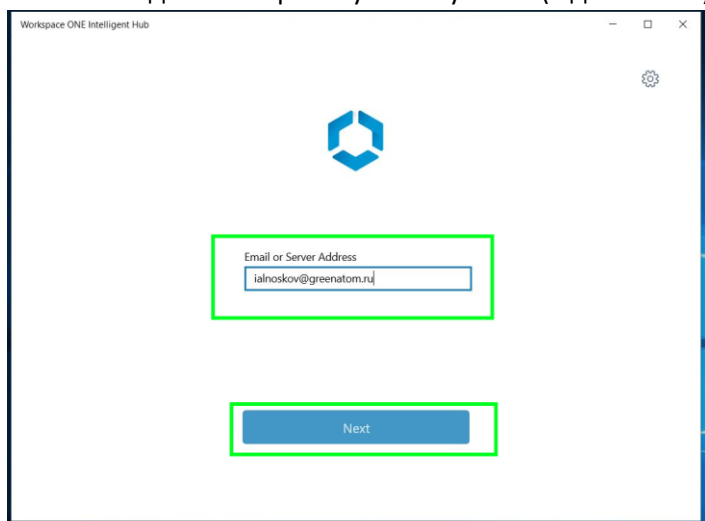 Workspace ONE Intelligent Hub
Email or Server Address
ialnoskov@greenatom.ru
Next